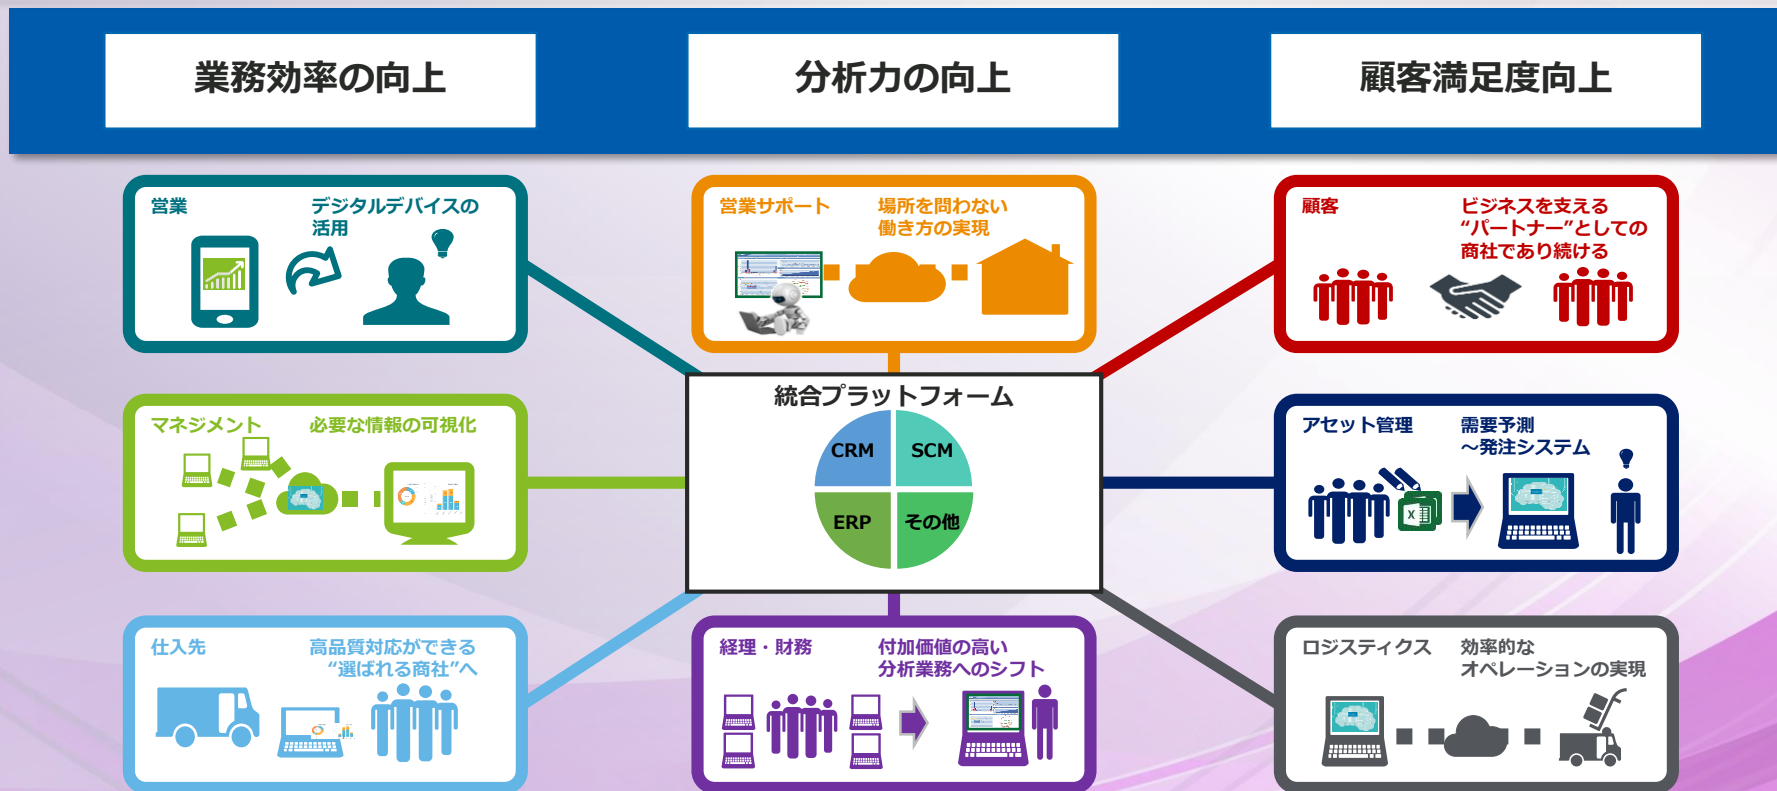 業務効率の向上
分析力の向上
顧客満足度向上
営業
デジタルデバイスの
活用
営業サポート
場所を問わない
働き方の実現
顧客
ビジネスを支える
“パートナー”としての
商社であり続ける
マネジメント
必要な情報の可視化
統合プラットフォーム
CRM
SCM
ERP
その他
アセット管理
需要予測
～発注システム
仕入先
高品質対応ができる
“選ばれる商社”へ
経理・財務
付加価値の高い
分析業務へのシフト
ロジスティクス
効率的な
オペレーションの実現